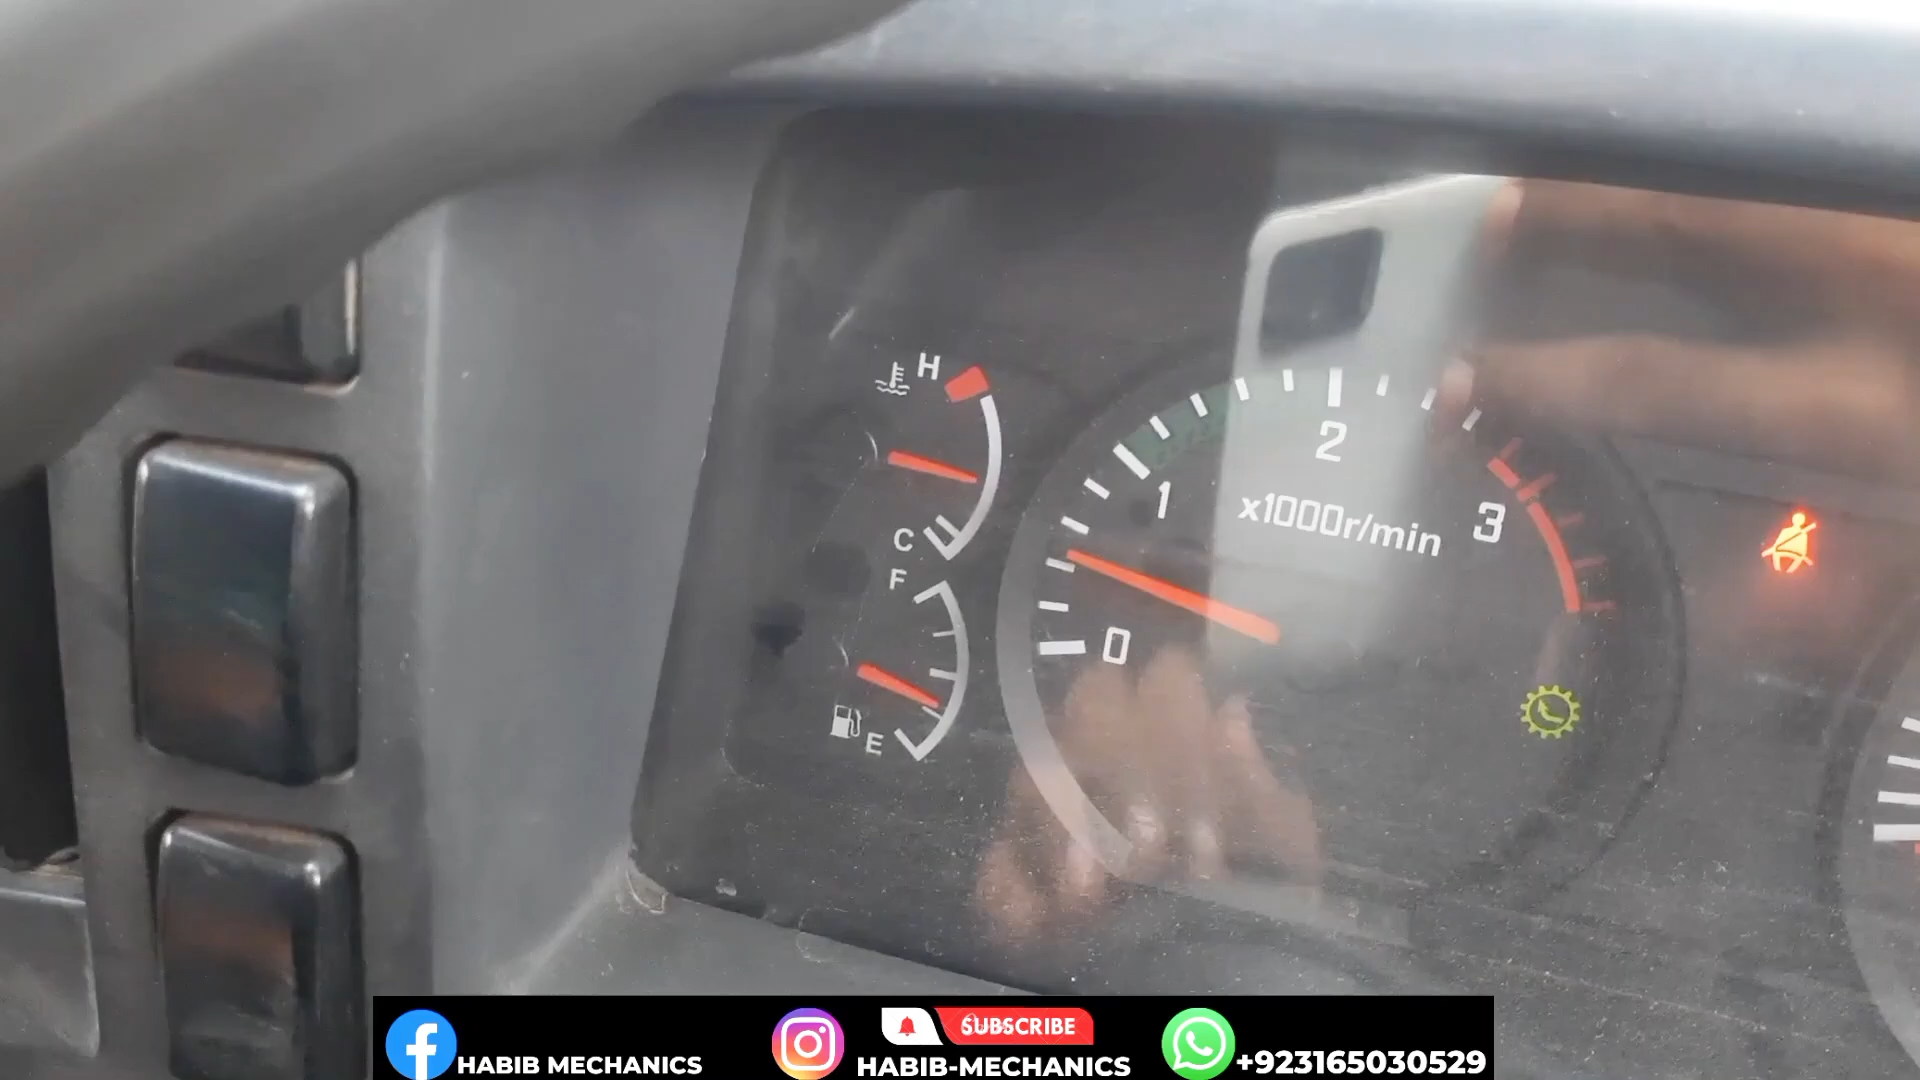 H
C
F
E
0
1
2
3
x1000r/min
HABIB MECHANICS
SUBSCRIBE
HABIB-MECHANICS
+923165030529